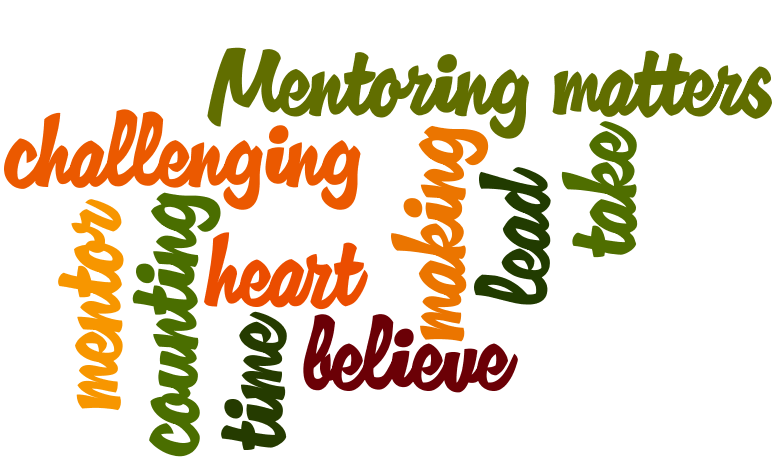 Mentoring matters
challenging
making
lead
take
mentor
counting
heart
time
believe